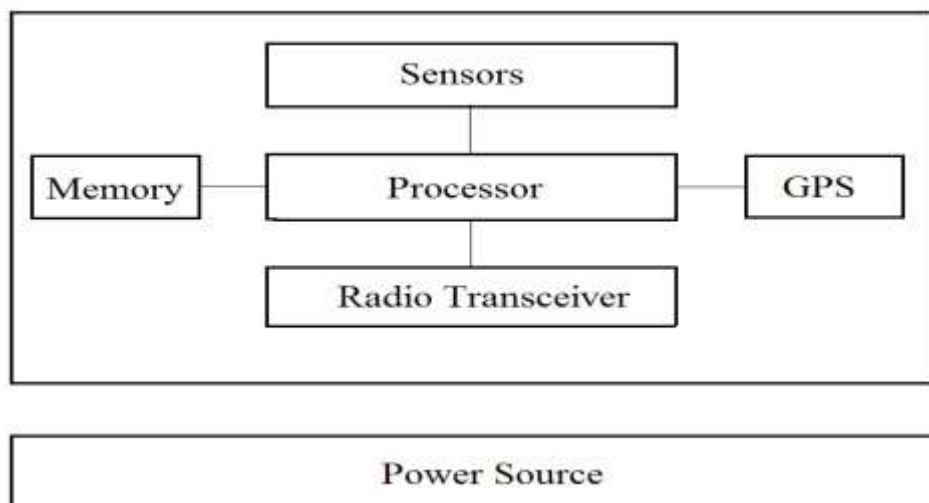 Sensors
Memory
Processor
GPS
Radio Transceiver
Power Source